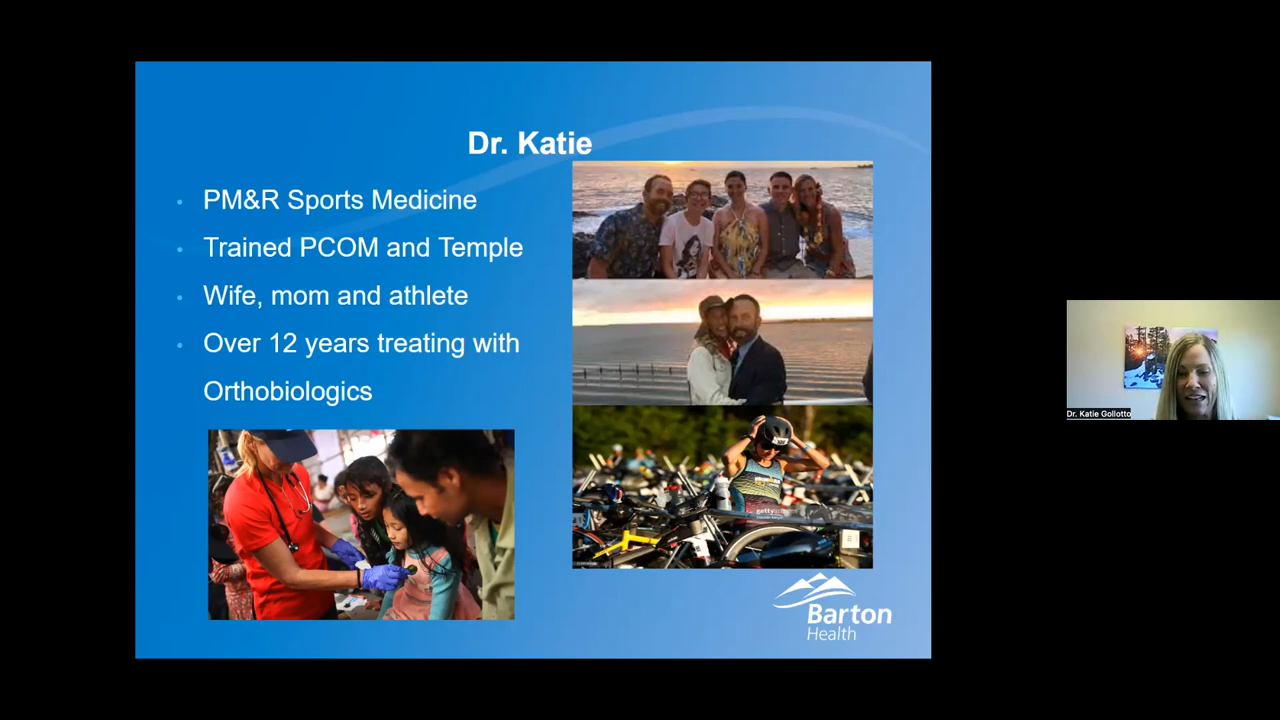 Dr. Katie
PM&R Sports Medicine
Trained PCOM and Temple
Wife, mom and athlete
Over 12 years treating with
Orthobiologics
gettyimages
Barton
Health
Dr. Katie Gollotto